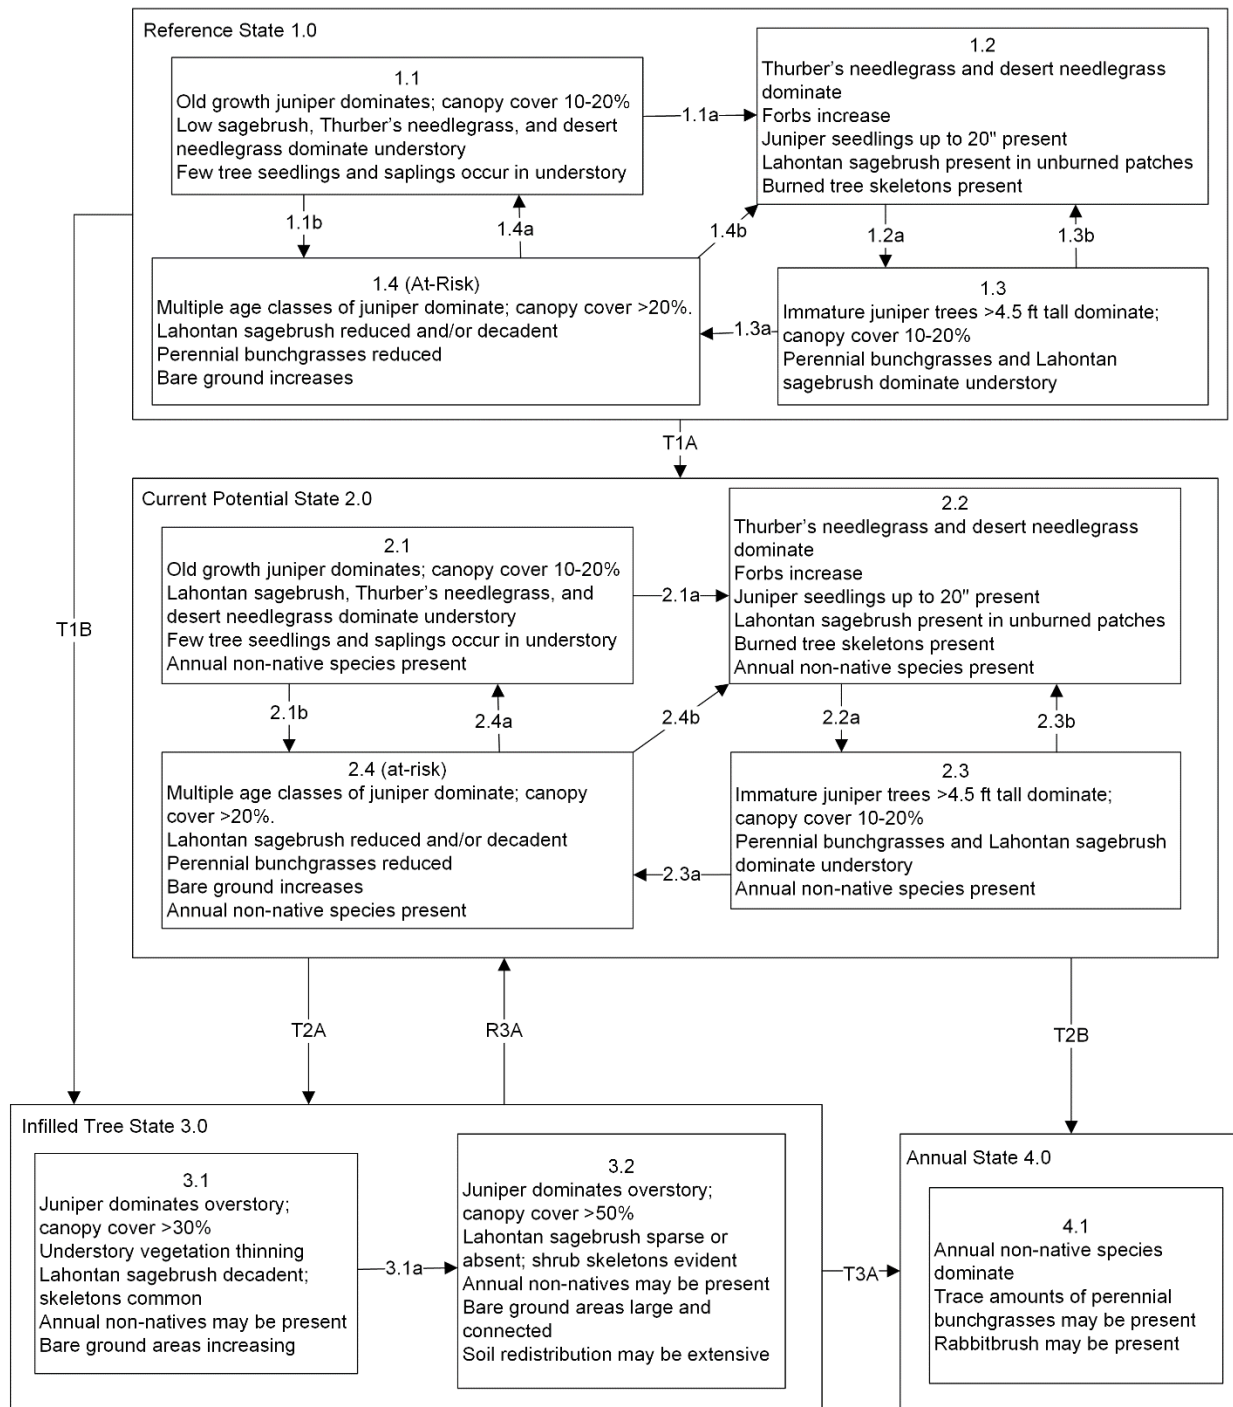 Reference State 1.0
1.1
Old growth juniper dominates; canopy cover 10-20%
Low sagebrush, Thurber's needlegrass, and desert
needlegrass dominate understory
Few tree seedlings and saplings occur in understory
1.1a
1.2
Thurber's needlegrass and desert needlegrass
dominate
Forbs increase
Juniper seedlings up to 20" present
Lahontan sagebrush present in unburned patches
Burned tree skeletons present
1.1b
1.4a
1.4b
1.2a
1.3b
1.4 (At-Risk)
Multiple age classes of juniper dominate; canopy cover >20%.
Lahontan sagebrush reduced and/or decadent
Perennial bunchgrasses reduced
Bare ground increases
1.3a
1.3
Immature juniper trees >4.5 ft tall dominate;
canopy cover 10-20%
Perennial bunchgrasses and Lahontan
sagebrush dominate understory
T1A
T1B
Current Potential State 2.0
2.1
Old growth juniper dominates; canopy cover 10-20%
Lahontan sagebrush, Thurber's needlegrass, and
desert needlegrass dominate understory
Few tree seedlings and saplings occur in understory
Annual non-native species present
2.1a
2.2
Thurber's needlegrass and desert needlegrass
dominate
Forbs increase
Juniper seedlings up to 20" present
Lahontan sagebrush present in unburned patches
Burned tree skeletons present
Annual non-native species present
2.1b
2.4a
2.4b
2.2a
2.3b
2.4 (at-risk)
Multiple age classes of juniper dominate; canopy
cover >20%.
Lahontan sagebrush reduced and/or decadent
Perennial bunchgrasses reduced
Bare ground increases
Annual non-native species present
2.3a
2.3
Immature juniper trees >4.5 ft tall dominate;
canopy cover 10-20%
Perennial bunchgrasses and Lahontan sagebrush
dominate understory
Annual non-native species present
T2A
R3A
T2B
Infilled Tree State 3.0
3.1
Juniper dominates overstory;
canopy cover >30%
Understory vegetation thinning
Lahontan sagebrush decadent;
skeletons common
Annual non-natives may be present
Bare ground areas increasing
3.1a
3.2
Juniper dominates overstory;
canopy cover >50%
Lahontan sagebrush sparse or
absent; shrub skeletons evident
Annual non-natives may be present
Bare ground areas large and
connected
Soil redistribution may be extensive
T3A
Annual State 4.0
4.1
Annual non-native species
dominate
Trace amounts of perennial
bunchgrasses may be present
Rabbitbrush may be present